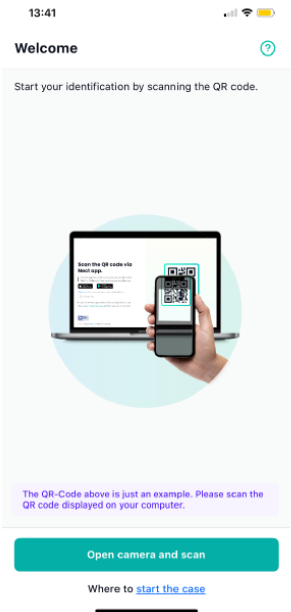 13:41
Welcome
?
Start your identification by scanning the QR code.
Scan the QR code via
Nect app.
The QR-Code above is just an example. Please scan the
QR code displayed on your computer.
Open camera and scan
Where to start the case